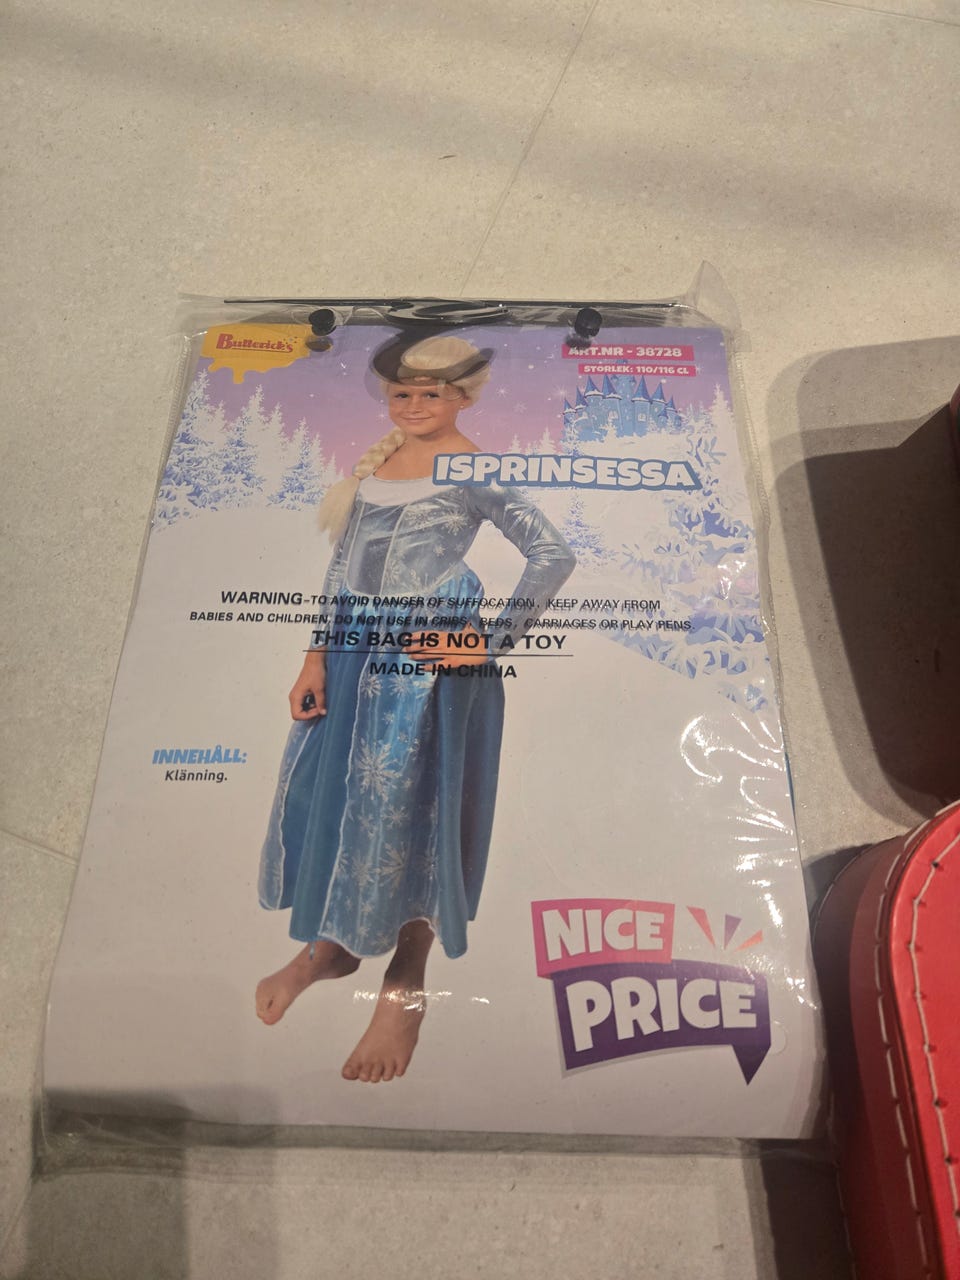 Butterick's
ART.NR - 38728
STORLEK: 110/116 CL
ISPRINSESSA
WARNING-TO AVOID DANGER OF SUFFOCATION, KEEP AWAY FROM
BABIES AND CHILDREN, DO NOT USE IN CRIBS, BEDS, CARRIAGES OR PLAY PENS.
THIS BAG IS NOT A TOY
MADE IN CHINA
INNEHÅLL:
Klänning.
NICE
PRICE